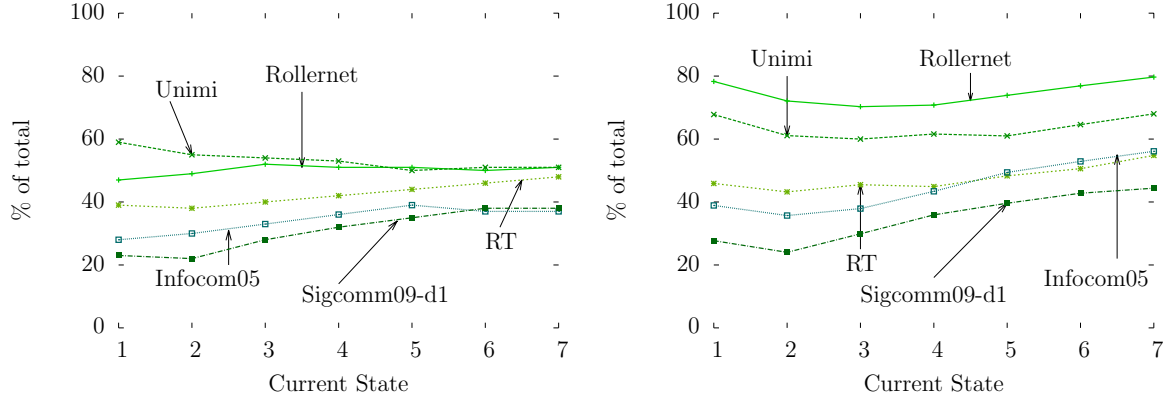 100
80
60
40
20
0
% of total
Unimi
Rollernet
RT
Infocom05
Sigcomm09-d1
1 2 3 4 5 6 7
Current State
100
80
60
40
20
0
% of total
Unimi
Rollernet
RT
Infocom05
Sigcomm09-d1
1 2 3 4 5 6 7
Current State